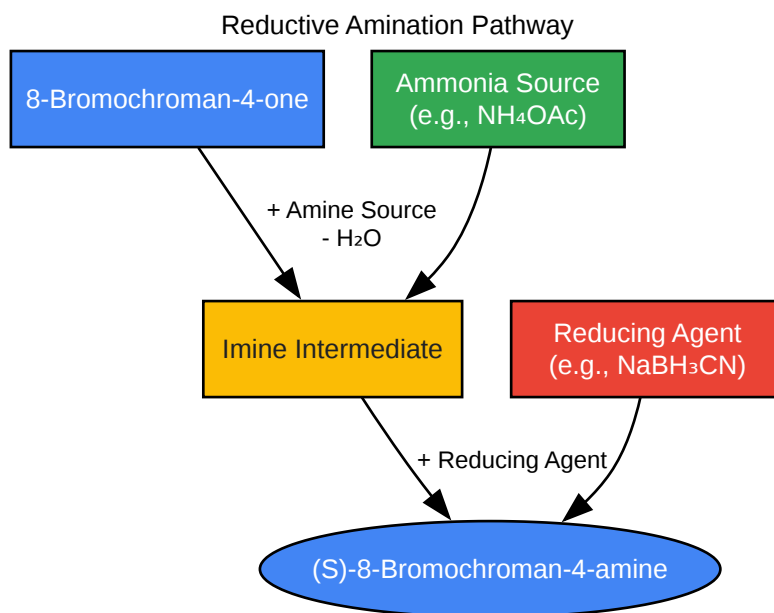 Reductive Amination Pathway
8-Bromochroman-4-one
Ammonia Source
(e.g., NH₄OAc)
+ Amine Source
- H₂O
Imine Intermediate
Reducing Agent
(e.g., NaBH₃CN)
+ Reducing Agent
(S)-8-Bromochroman-4-amine